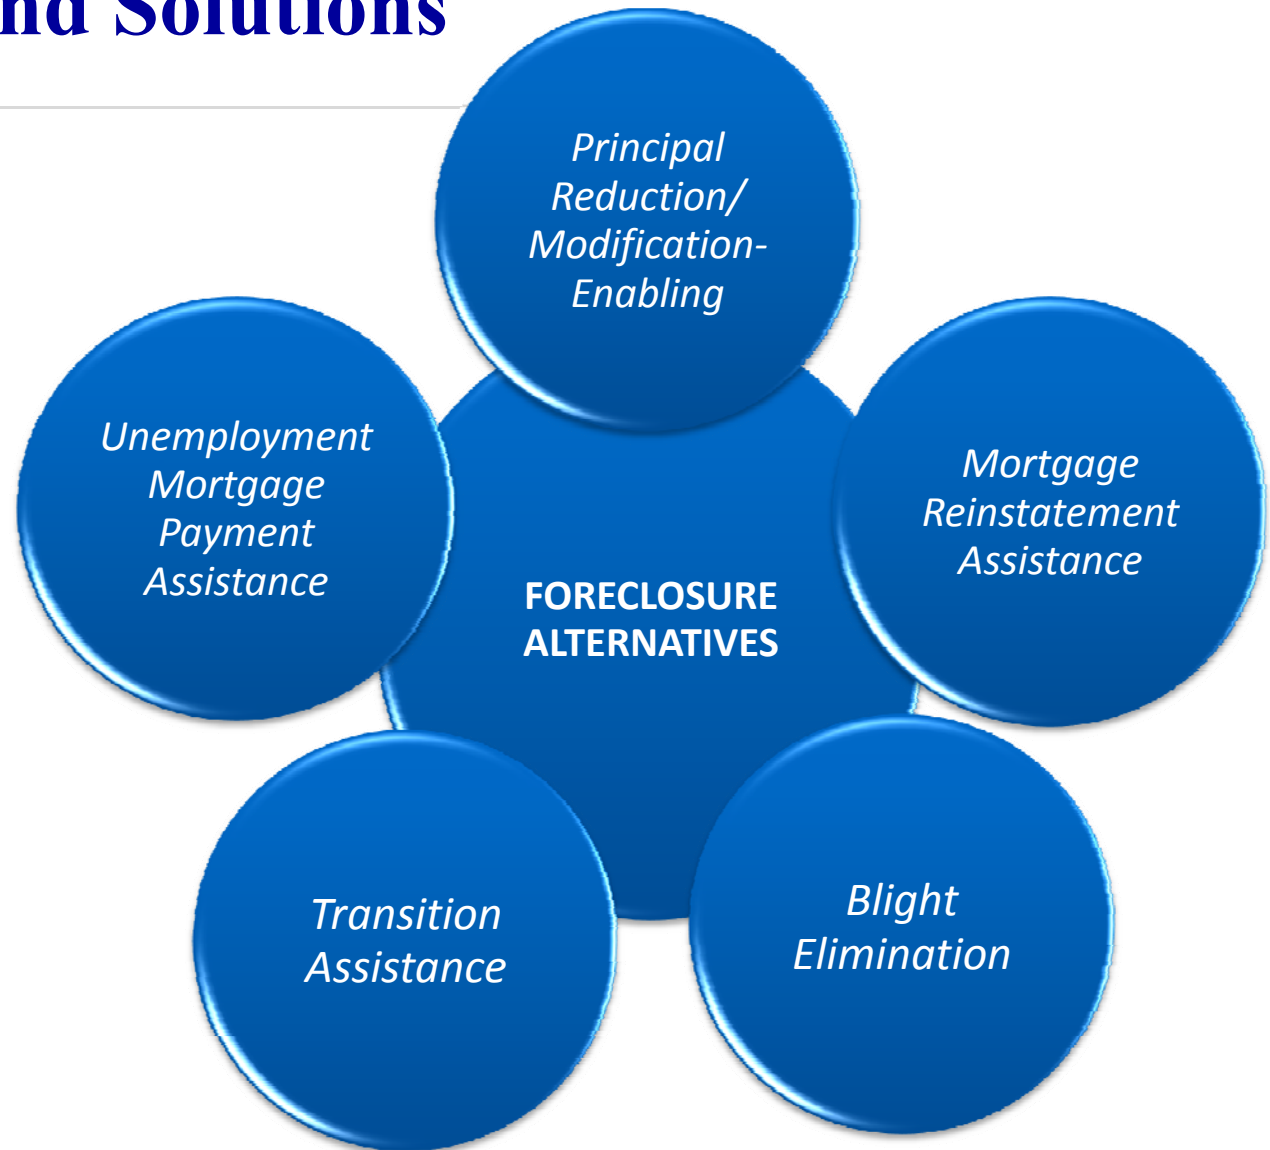 nd Solutions
Principal
Reduction/
Modification-
Enabling
Unemployment
Mortgage
Payment
Assistance
Mortgage
Reinstatement
Assistance
FORECLOSURE
ALTERNATIVES
Transition
Assistance
Blight
Elimination